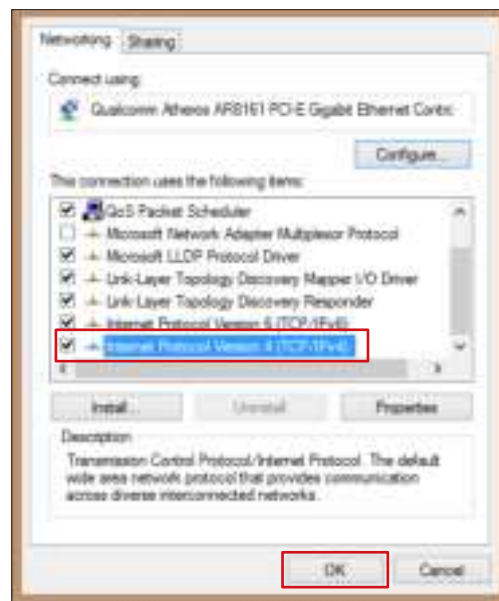 Networking Sharing
Connect using:
Qualcomm Atheros AR8161 PCI-E Gigabit Ethernet Contr
Configure...
This connection uses the following items:
QoS Packet Scheduler
Microsoft Network Adapter Multiplexor Protocol
Microsoft LLDP Protocol Driver
Link-Layer Topology Discovery Mapper I/O Driver
Link-Layer Topology Discovery Responder
Internet Protocol Version 6 (TCP/IPv6)
Internet Protocol Version 4 (TCP/IPv4)
Install... Uninstall Properties
Description
Transmission Control Protocol/Internet Protocol. The default
wide area network protocol that provides communication
across diverse interconnected networks.
OK Cancel